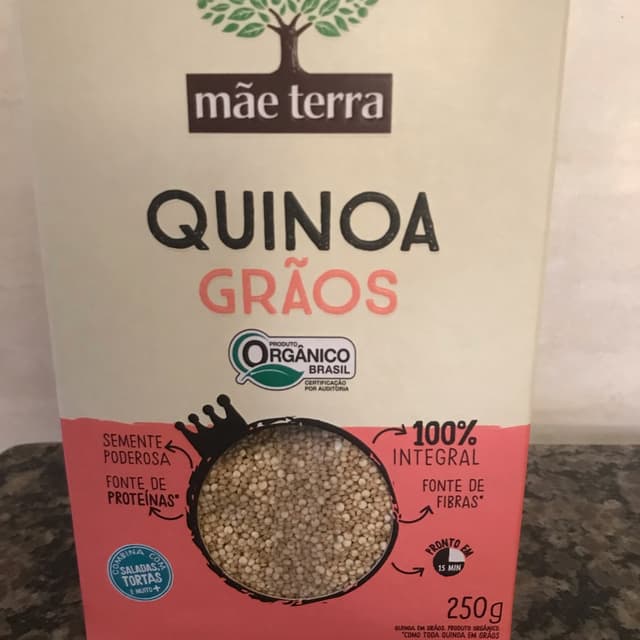 mãe terra
QUINOA
GRÃOS
PRODUTO
ORGÂNICO
BRASIL
CERTIFICAÇÃO
POR AUDITORIA
SEMENTE
PODEROSA
100%
INTEGRAL
FONTE DE
PROTEÍNAS*
FONTE DE
FIBRAS*
COMBINA COM
SALADAS,
TORTAS
E MUITO +
PRONTO EM
15 MIN
250g
QUINOA EM GRÃOS. PRODUTO ORGÂNICO.
*COMO TODA QUINOA EM GRÃOS